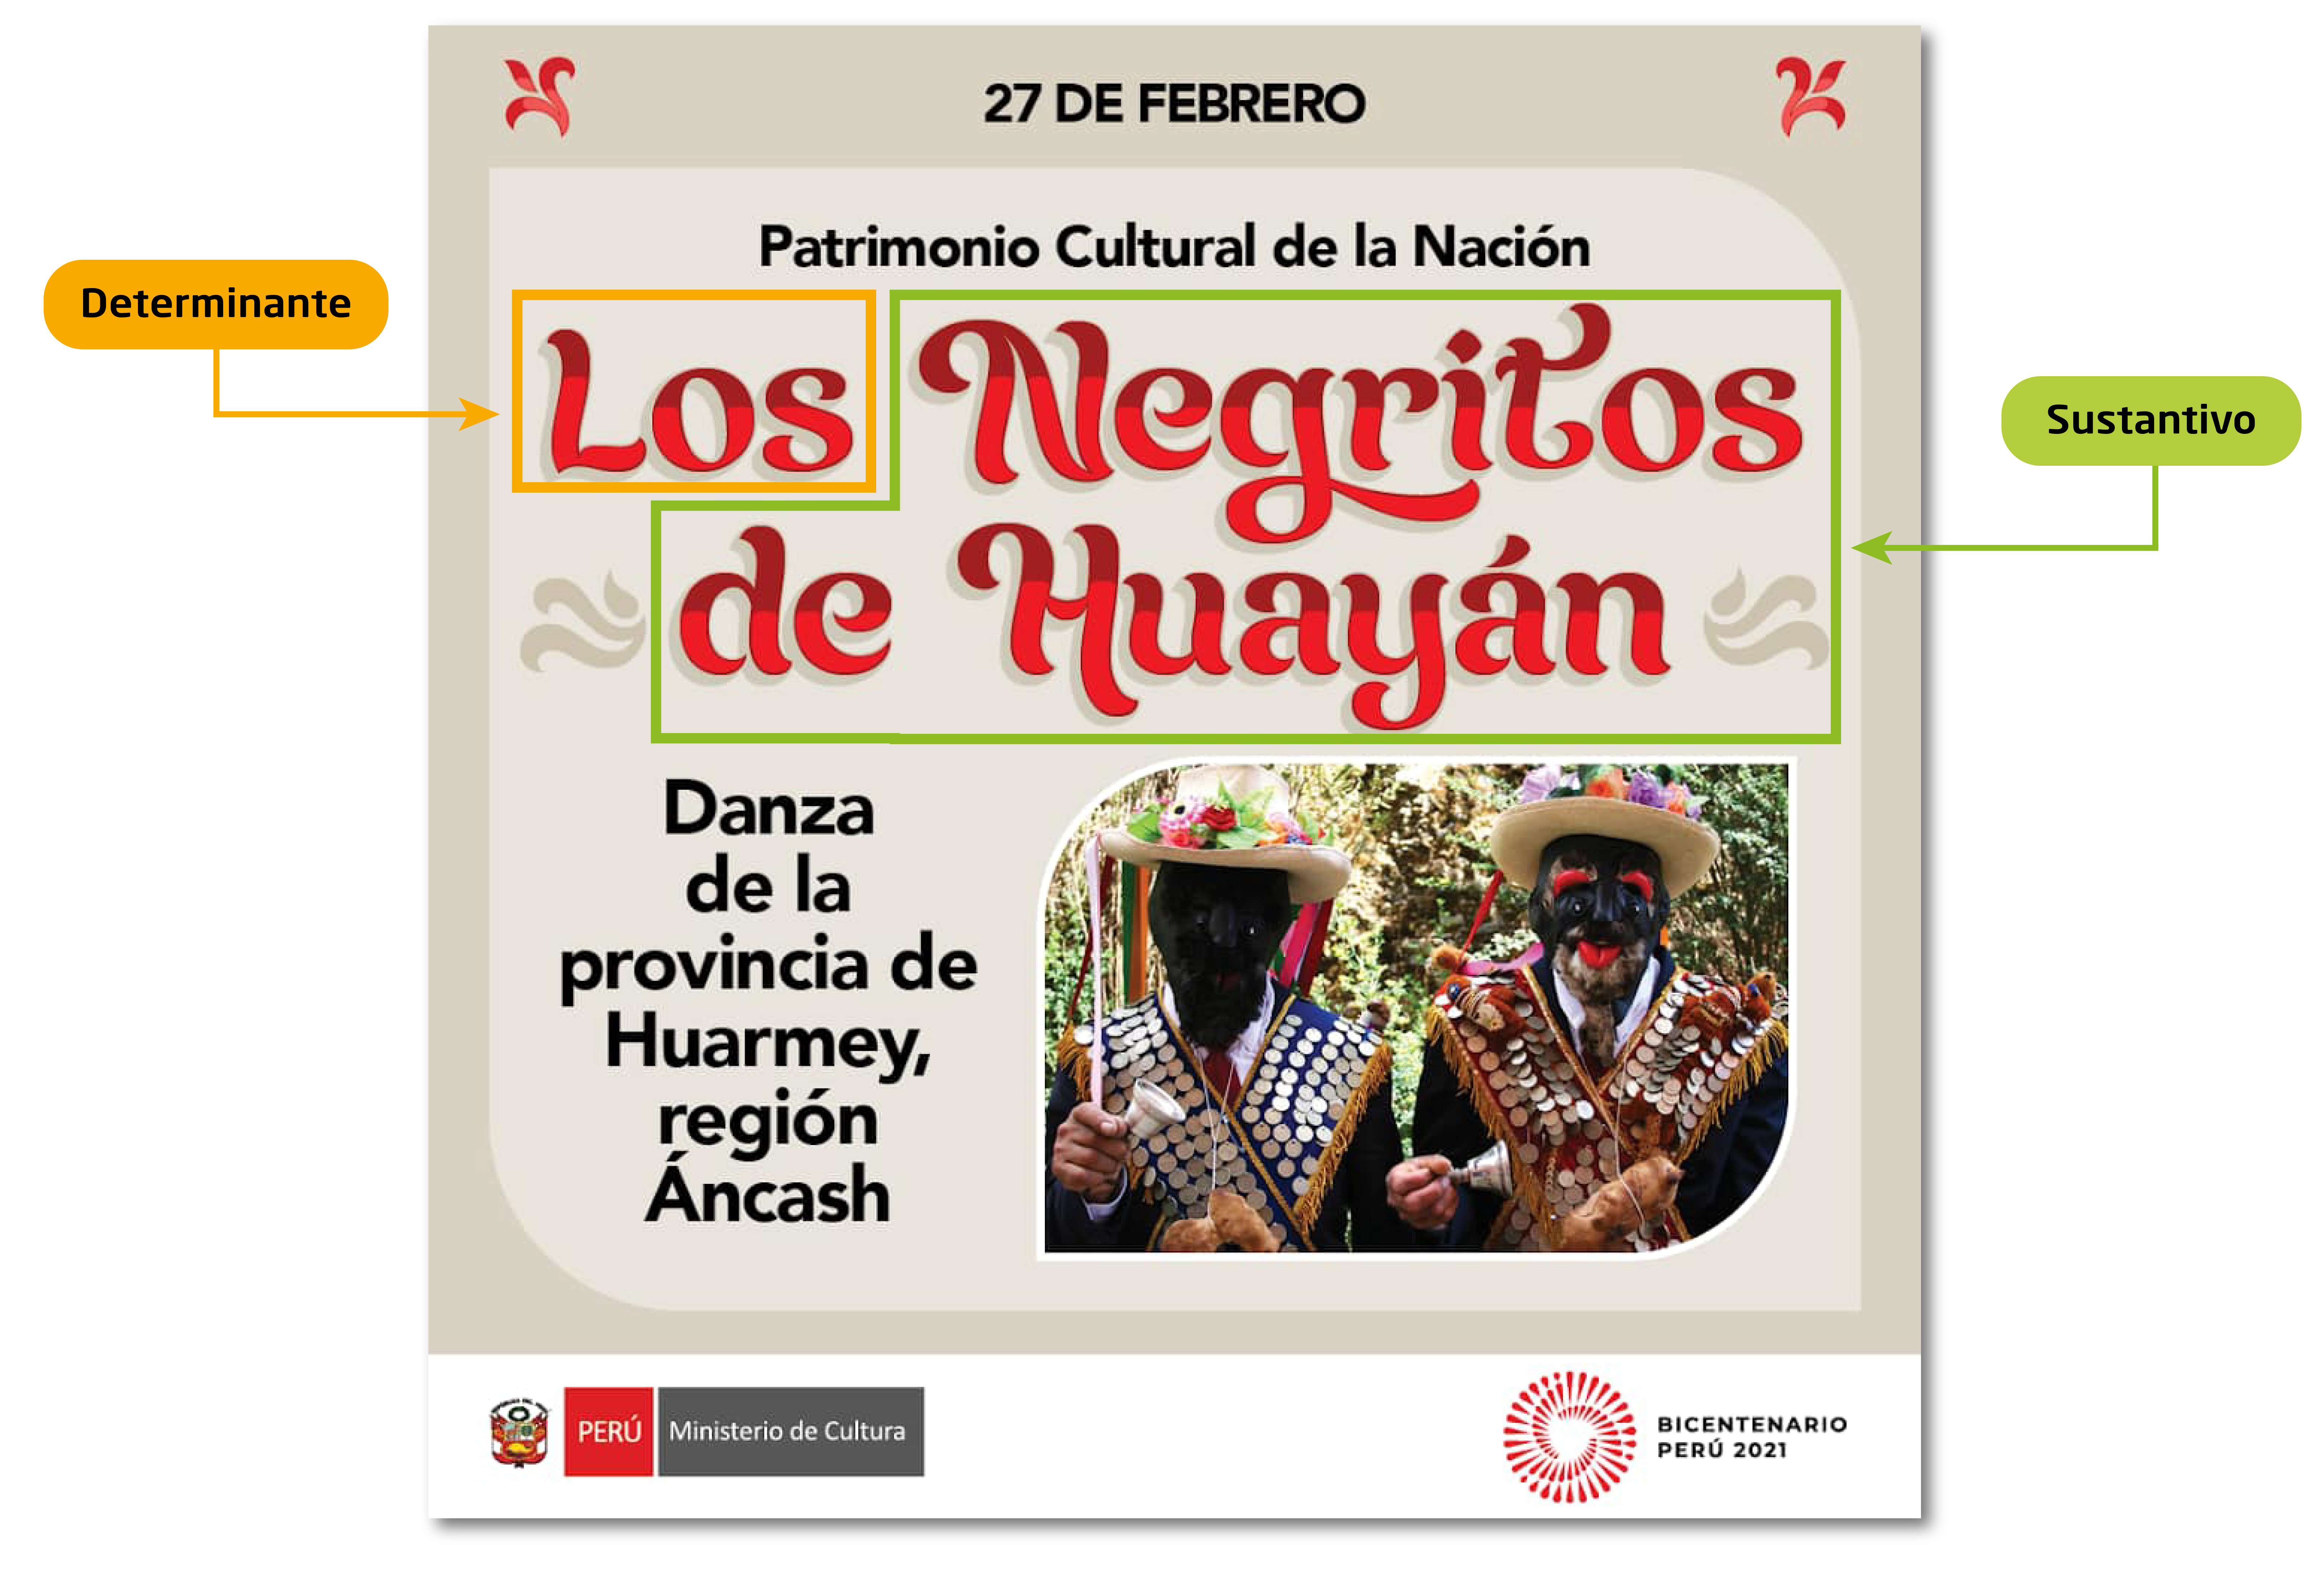 27 DE FEBRERO
Patrimonio Cultural de la Nación
Determinante
Los Negritos
de Huayán
Sustantivo
Danza
de la
provincia de
Huarmey,
región
Áncash
PERÚ
Ministerio de Cultura
BICENTENARIO
PERÚ 2021